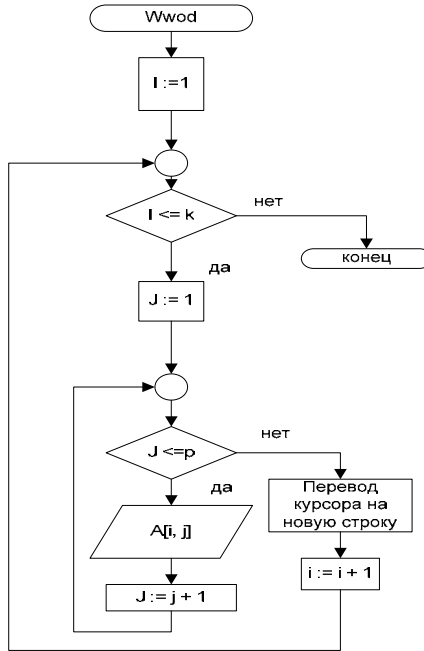 Wwod
I :=1
I <= k
нет
конец
да
J := 1
J <=p
нет
да
Перевод
курсора на
новую строку
A[i, j]
i := i + 1
J := j + 1